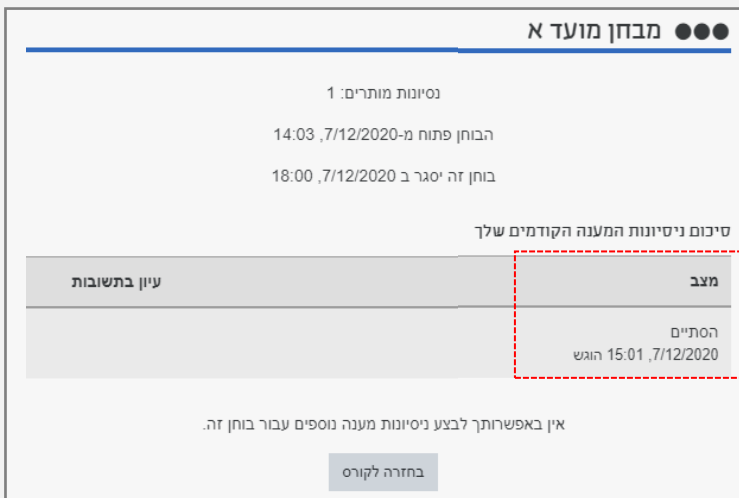 מבחן מועד א
נסיונות מותרים: 1
הבוחן פתוח מ-7/12/2020, 14:03
בוחן זה יסגר ב 7/12/2020, 18:00
סיכום ניסיונות המענה הקודמים שלך
מצב עיון בתשובות
הסתיים
הוגש 7/12/2020, 15:01
אין באפשרותך לבצע ניסיונות מענה נוספים עבור בוחן זה.
בחזרה לקורס